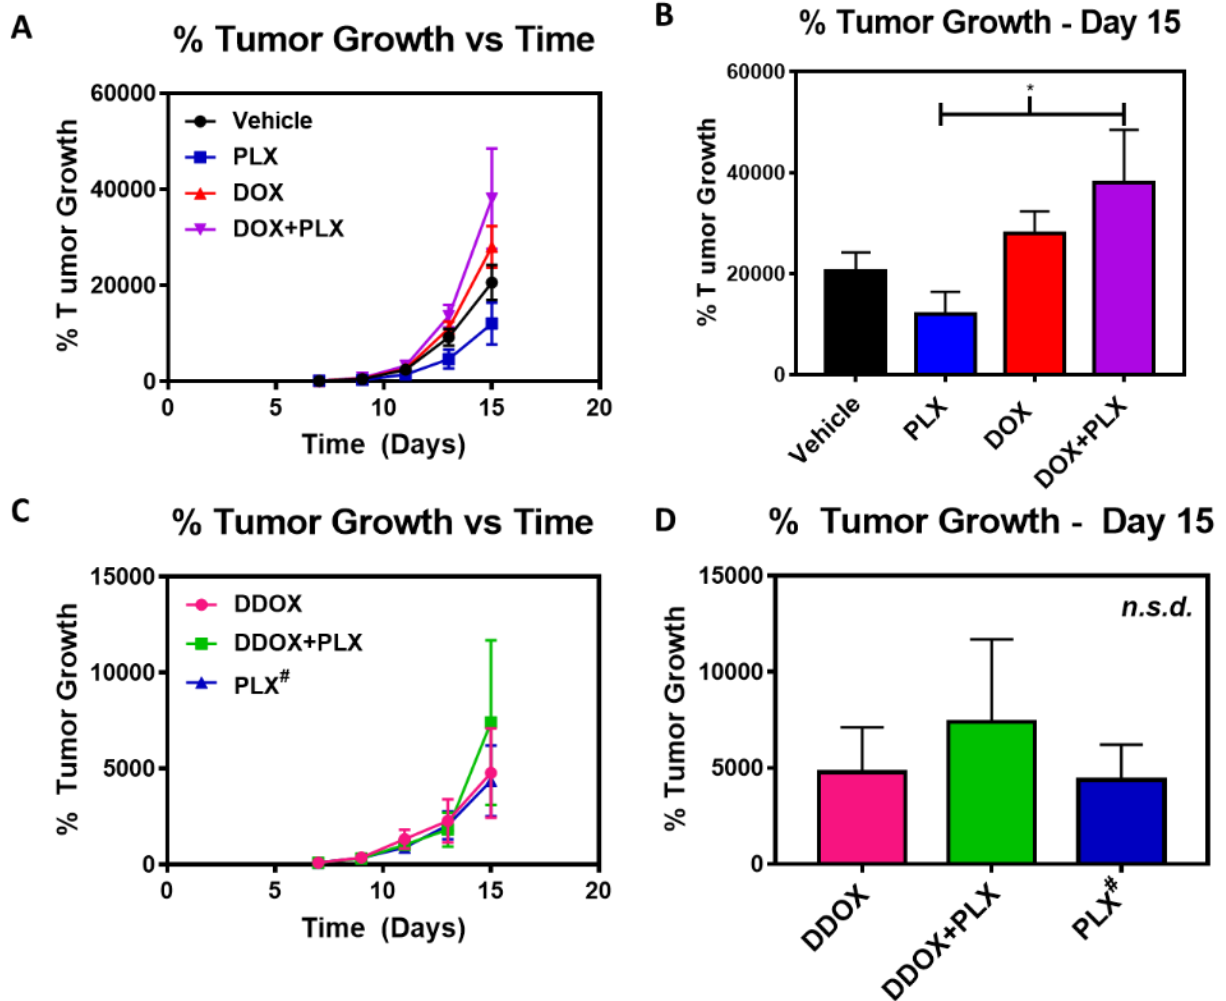 A
% Tumor Growth vs Time
60000
40000
20000
0
% T umor Growth
Vehicle
PLX
DOX
DOX+PLX
0 5 10 15 20
Time (Days)
B
% Tumor Growth - Day 15
60000
40000
20000
0
% T umor Growth
*
Vehicle
PLX
DOX
DOX+PLX
C
% Tumor Growth vs Time
15000
10000
5000
0
% Tumor Growth
DDOX
DDOX+PLX
PLX#
0 5 10 15 20
Time (Days)
D
% Tumor Growth - Day 15
15000
10000
5000
0
% Tumor Growth
n.s.d.
DDOX
DDOX+PLX
PLX#